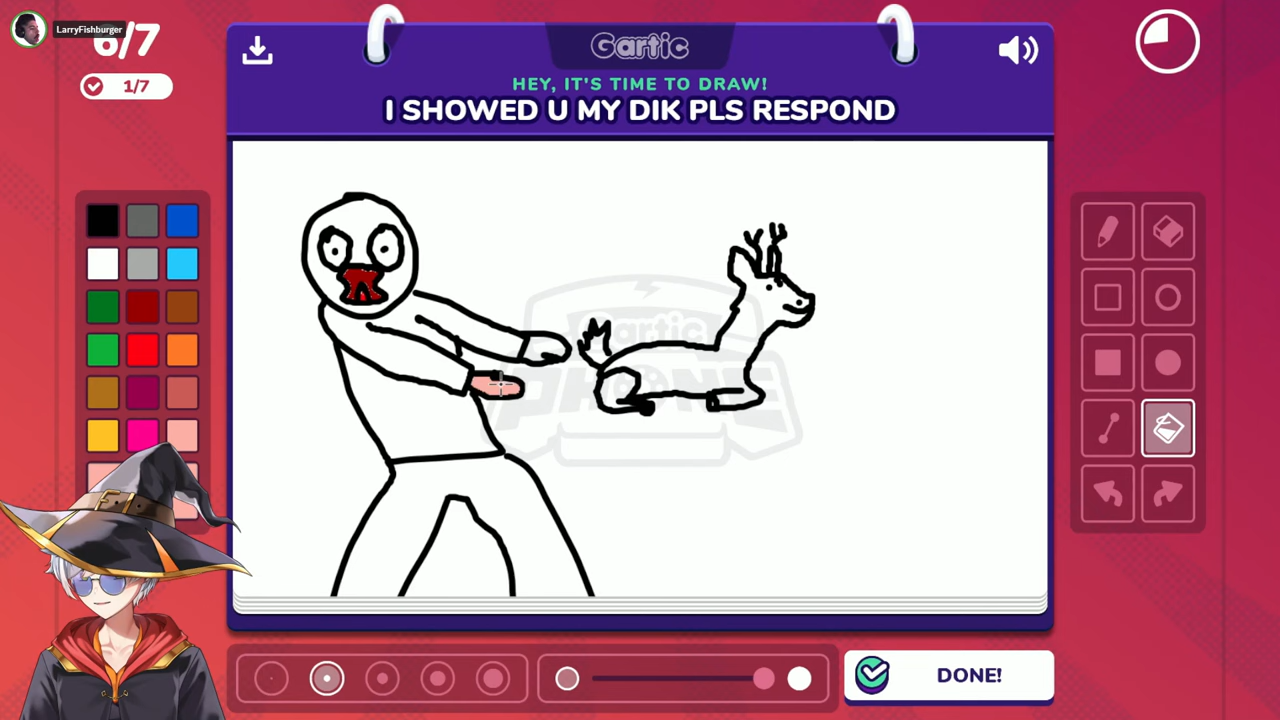 LarryFishburger
6/7
1/7
Gartic
HEY, IT'S TIME TO DRAW!
I SHOWED U MY DIK PLS RESPOND
Gartic
PHONE
DONE!